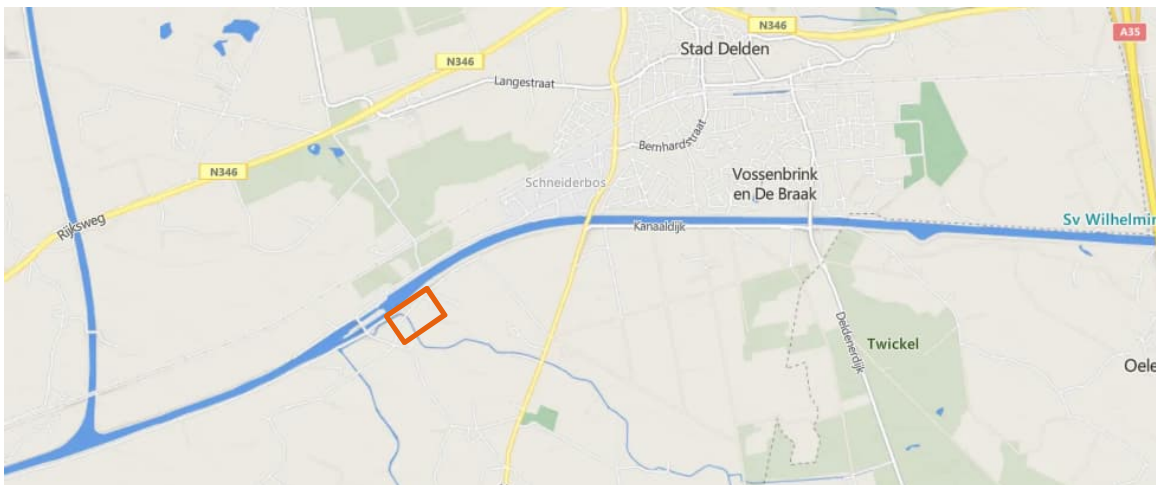 N346
A35
Stad Delden
N346
Langestraat
Bernhardstraat
N346
Schneiderbos
Vossenbrink
en De Braak
Rijksweg
Kanaaldijk
Sv Wilhelmin
Deldenerdijk
Twickel
Oele